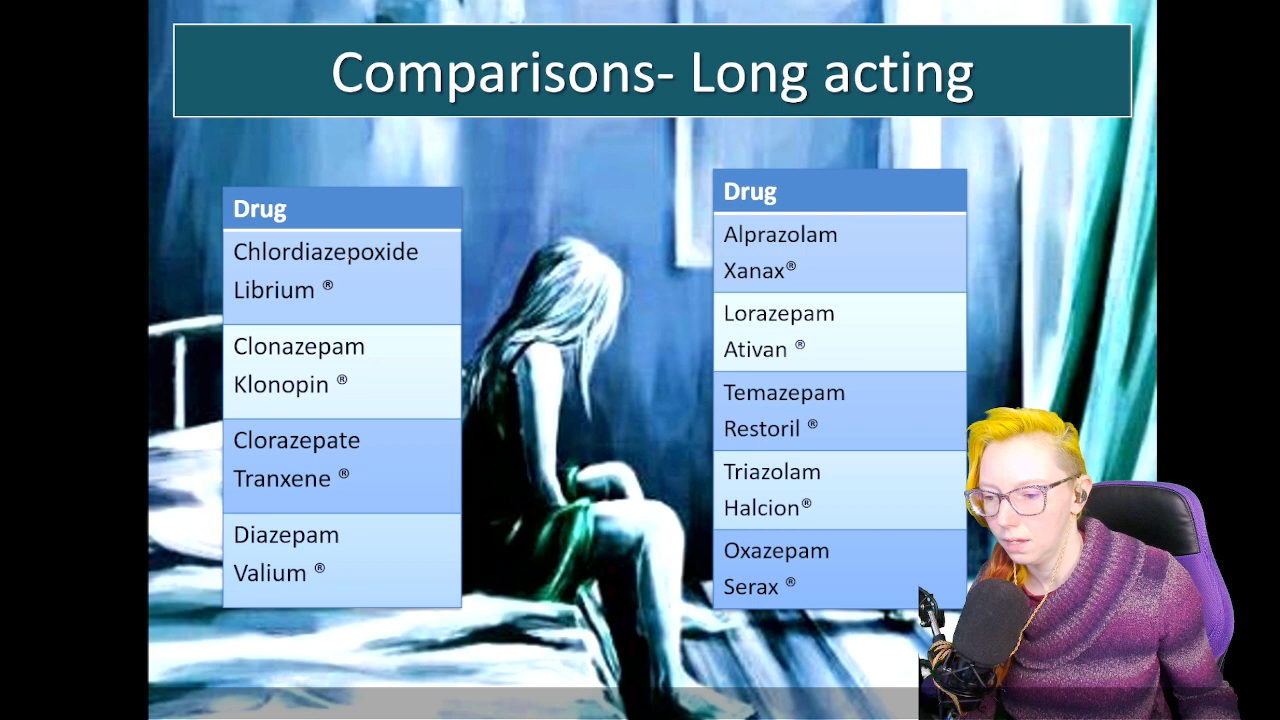 Comparisons- Long acting
Drug
Chlordiazepoxide
Librium ®
Clonazepam
Klonopin ®
Clorazepate
Tranxene ®
Diazepam
Valium ®
Drug
Alprazolam
Xanax®
Lorazepam
Ativan ®
Temazepam
Restoril ®
Triazolam
Halcion®
Oxazepam
Serax ®